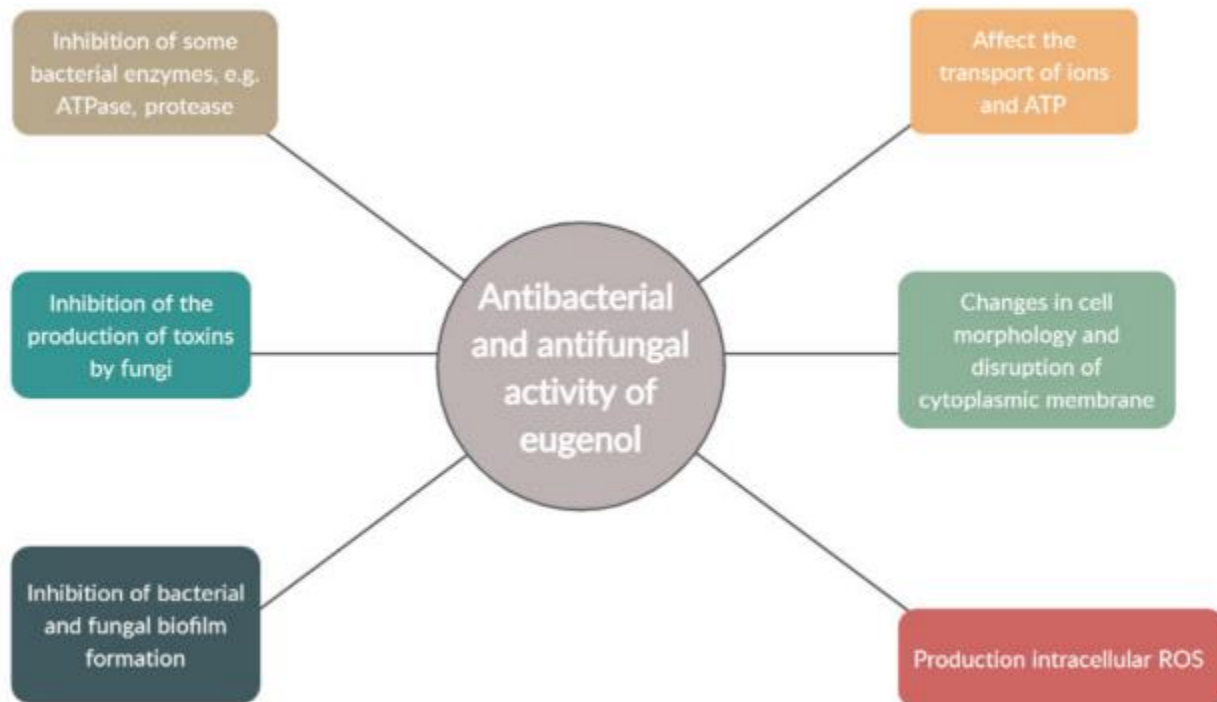 Inhibition of some
bacterial enzymes, e.g.
ATPase, protease
Affect the
transport of ions
and ATP
Inhibition of the
production of toxins
by fungi
Antibacterial
and antifungal
activity of
eugenol
Changes in cell
morphology and
disruption of
cytoplasmic membrane
Inhibition of bacterial
and fungal biofilm
formation
Production intracellular ROS